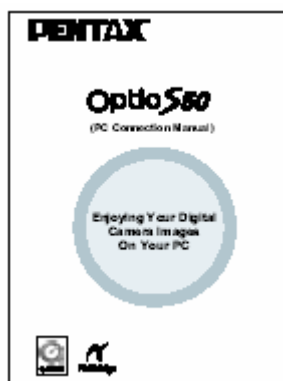 PENTAX
Optio S50
(PC Connection Manual)
Enjoying Your Digital
Camera Images
On Your PC